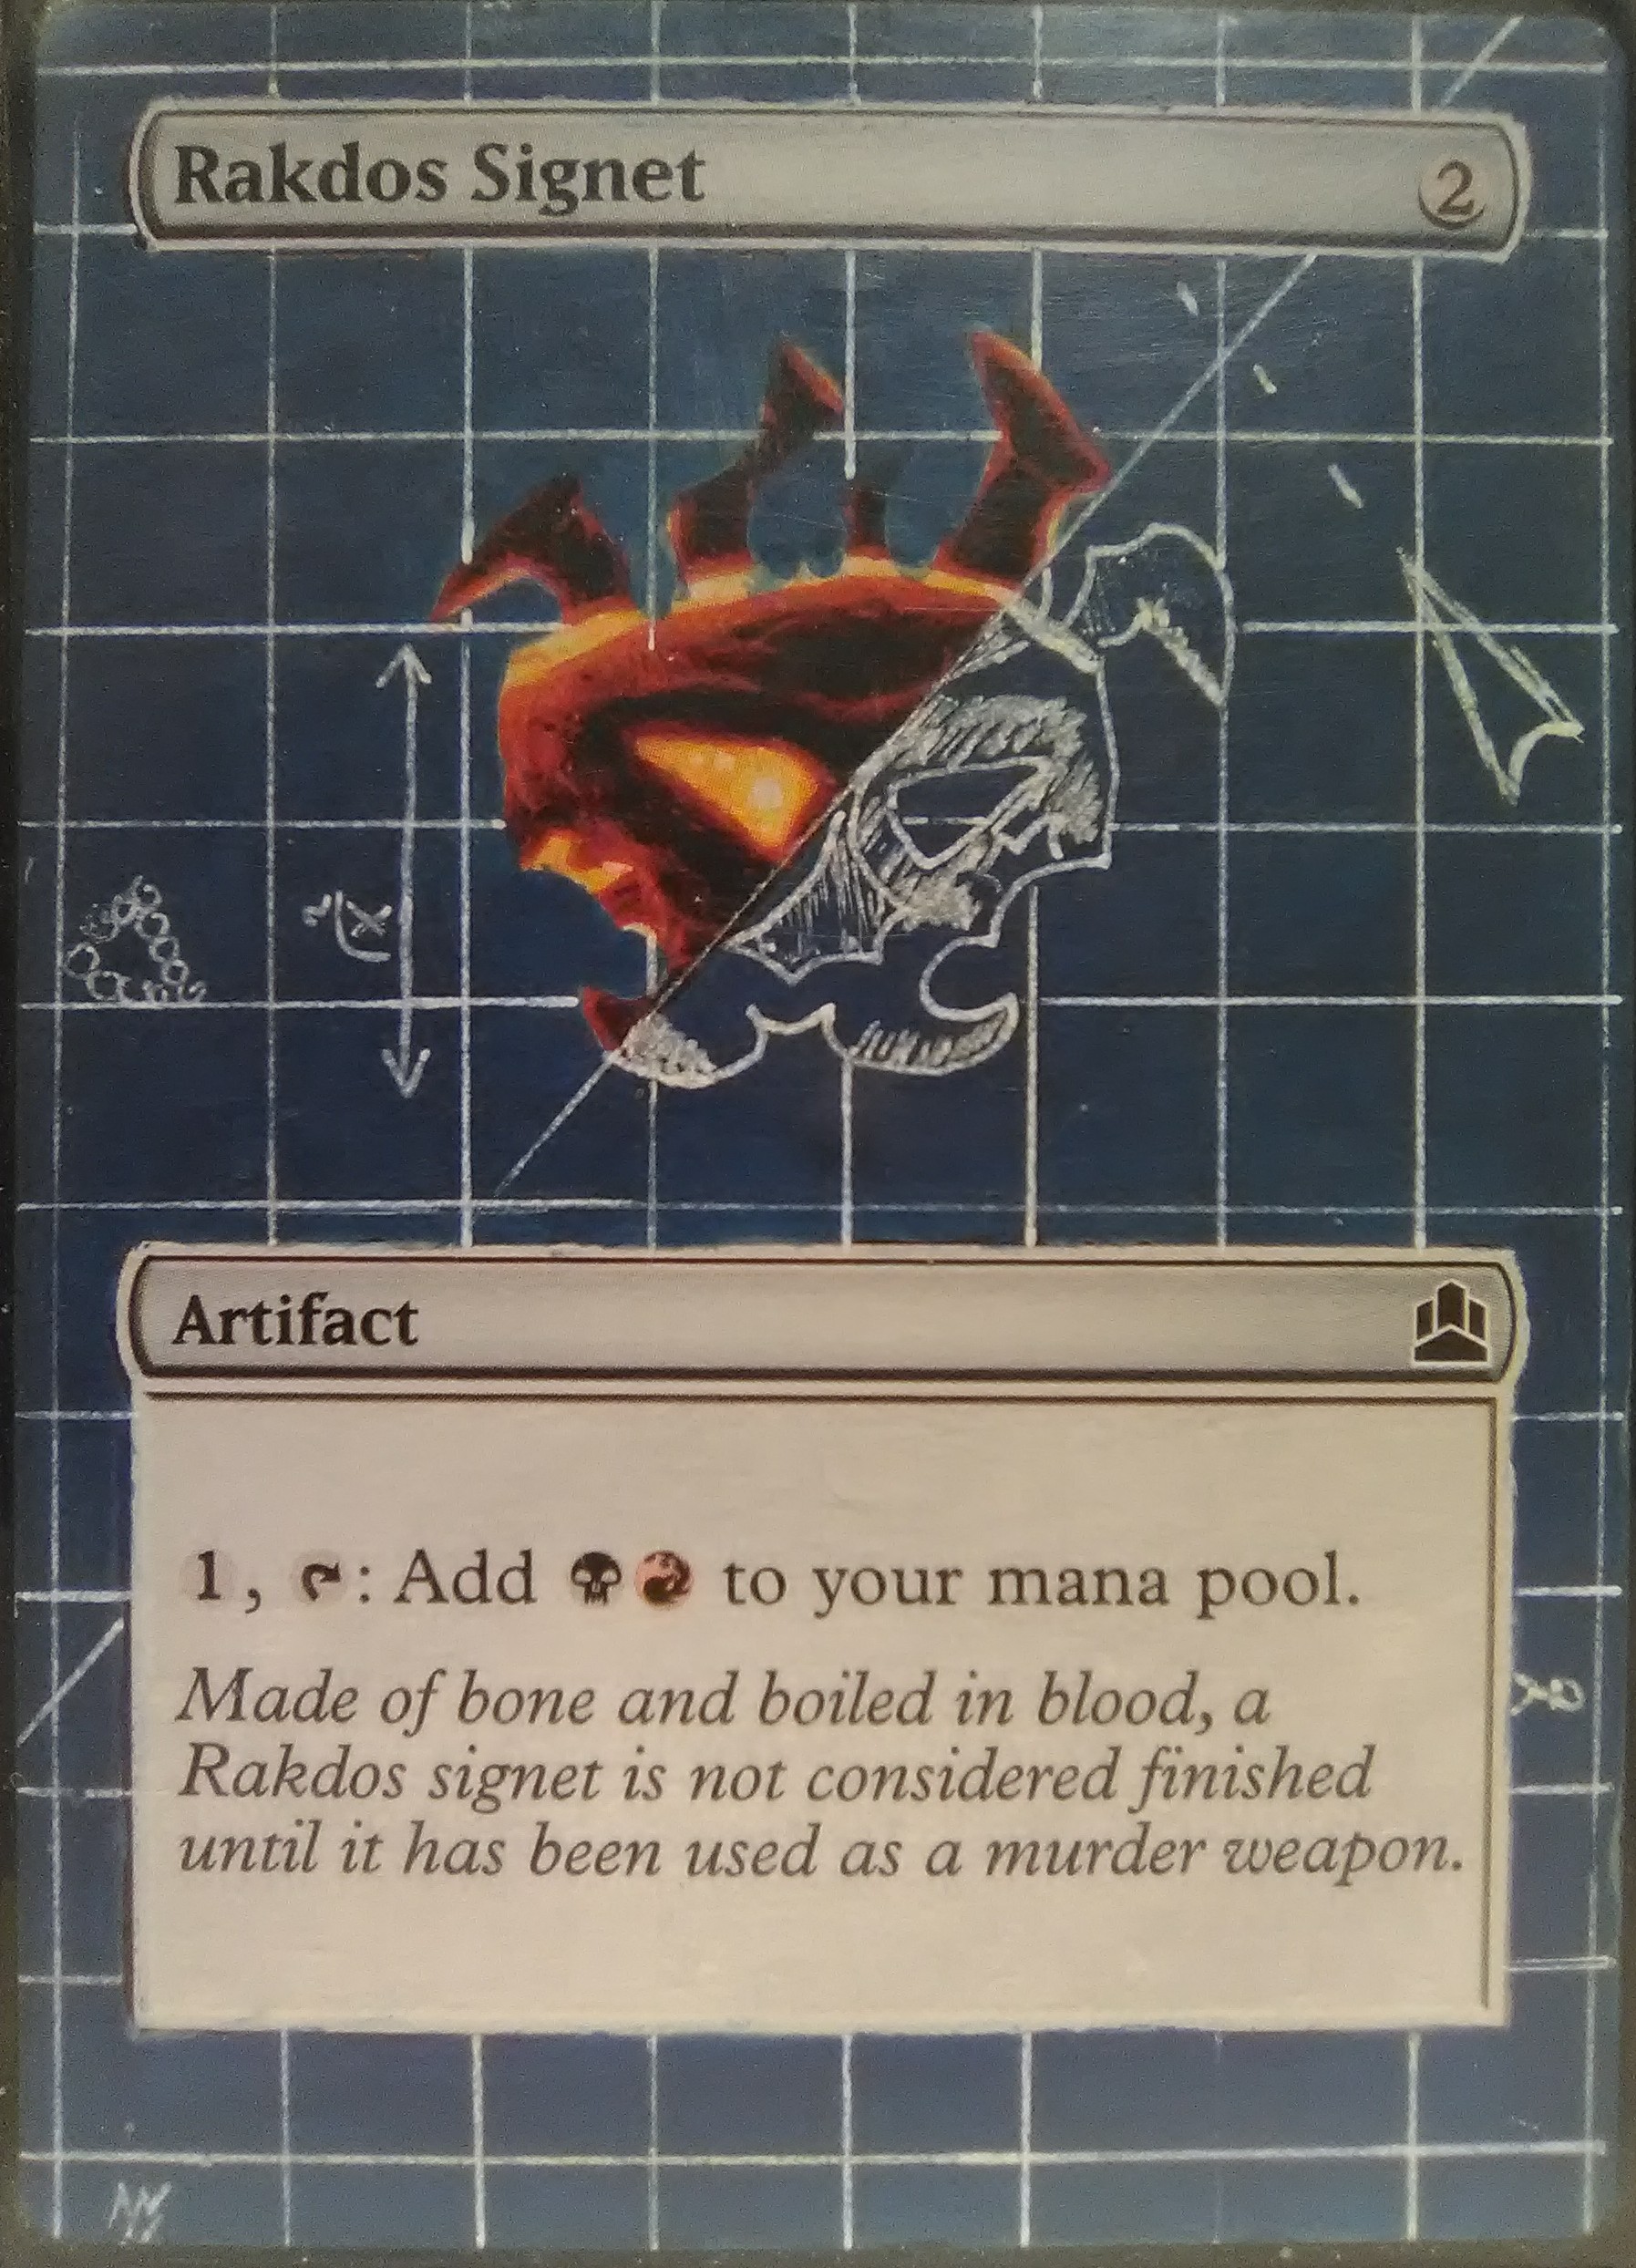 Rakdos Signet 2
Artifact
1, : Add to your mana pool.
Made of bone and boiled in blood, a
Rakdos signet is not considered finished
until it has been used as a murder weapon.